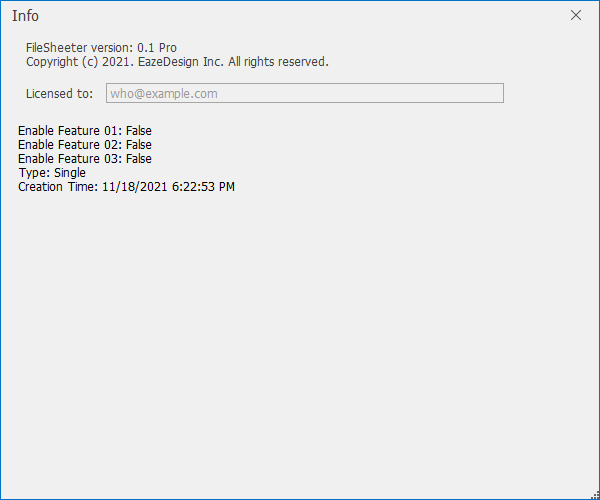 Info
FileSheeter version: 0.1 Pro
Copyright (c) 2021. EazeDesign Inc. All rights reserved.
Licensed to: who@example.com
Enable Feature 01: False
Enable Feature 02: False
Enable Feature 03: False
Type: Single
Creation Time: 11/18/2021 6:22:53 PM